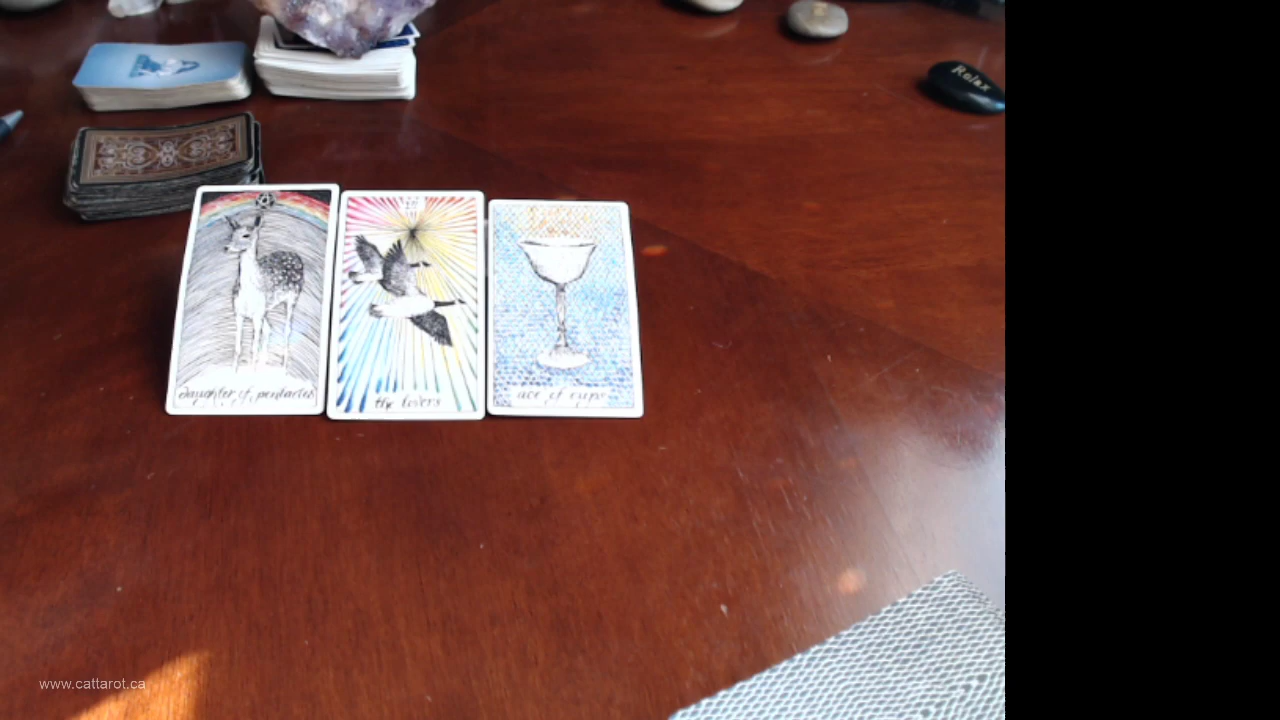 Relax
daughter of pentacles
the lovers
ace of cups
www.cattarot.ca